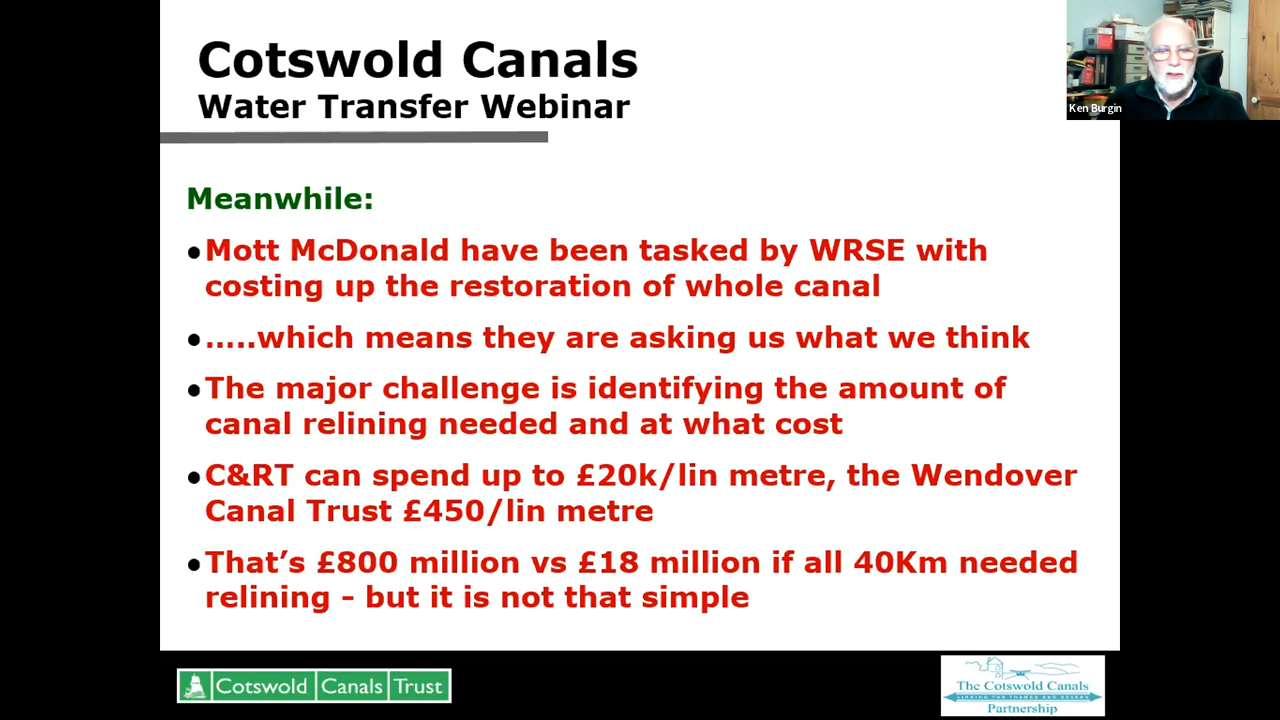 Cotswold Canals
Water Transfer Webinar
Ken Burgin
Meanwhile:
●Mott McDonald have been tasked by WRSE with
costing up the restoration of whole canal
●…..which means they are asking us what we think
●The major challenge is identifying the amount of
canal relining needed and at what cost
●C&RT can spend up to £20k/lin metre, the Wendover
Canal Trust £450/lin metre
●That’s £800 million vs £18 million if all 40Km needed
relining - but it is not that simple
Cotswold Canals Trust
The Cotswold Canals
Partnership